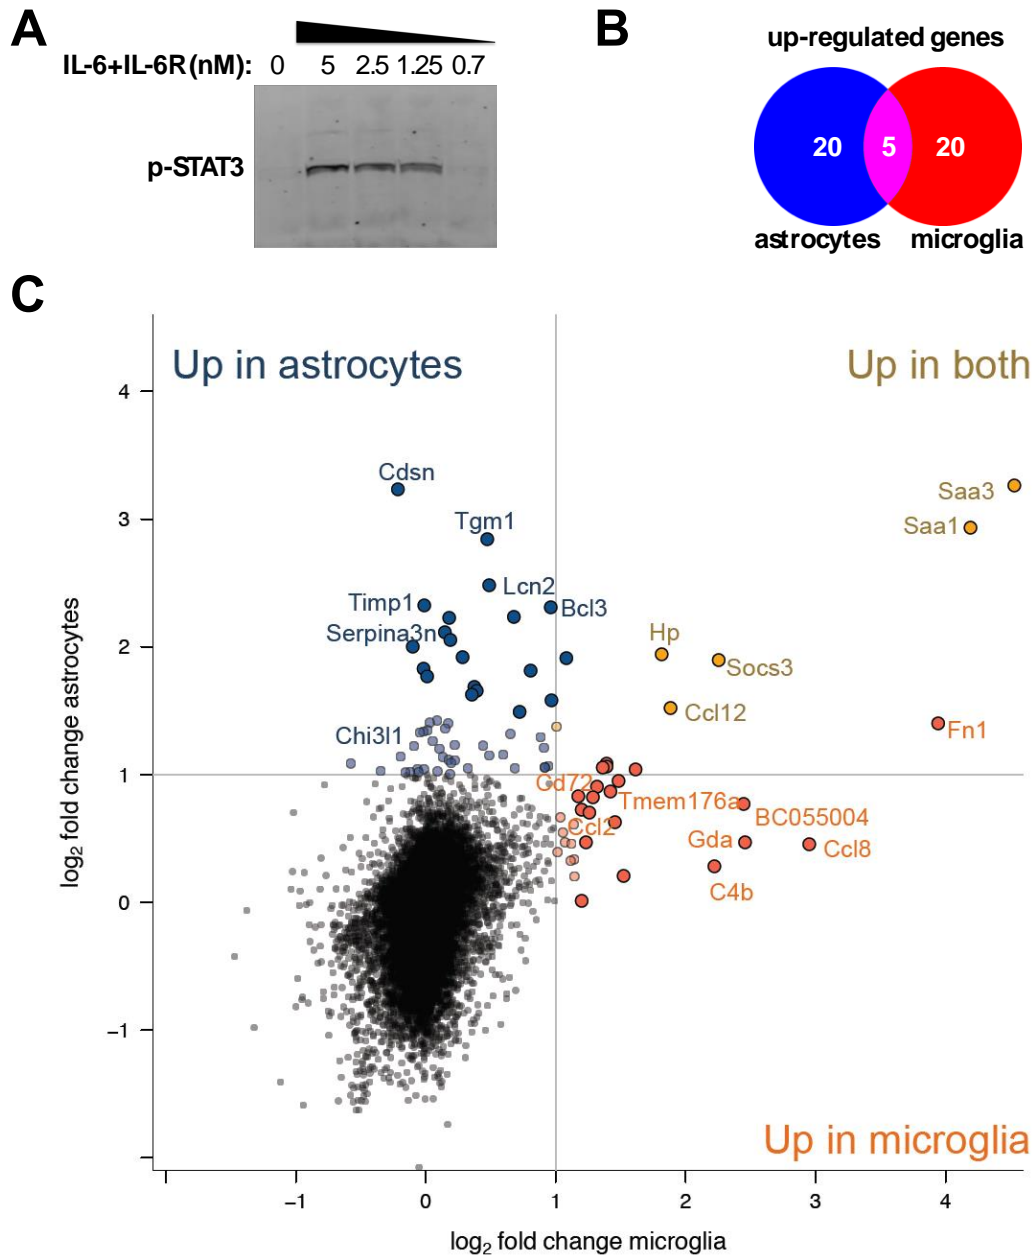 A
IL-6+IL-6R (nM): 0 5 2.5 1.25 0.7
p-STAT3
B
up-regulated genes
20 5 20
astrocytes microglia
C
Up in astrocytes
Up in both
4
Cdsn
Saa3
3
Tgm1
Saa1
Lcn2
Timp1
Bcl3
Serpina3n
Hp
2
Socs3
Ccl12
Chi3l1
Fn1
1
Cd72
Tmem176a
BC055004
Ccl2
Gda
Ccl8
C4b
0
−1
log2 fold change astrocytes
Up in microglia
−1 0 1 2 3 4
log2 fold change microglia